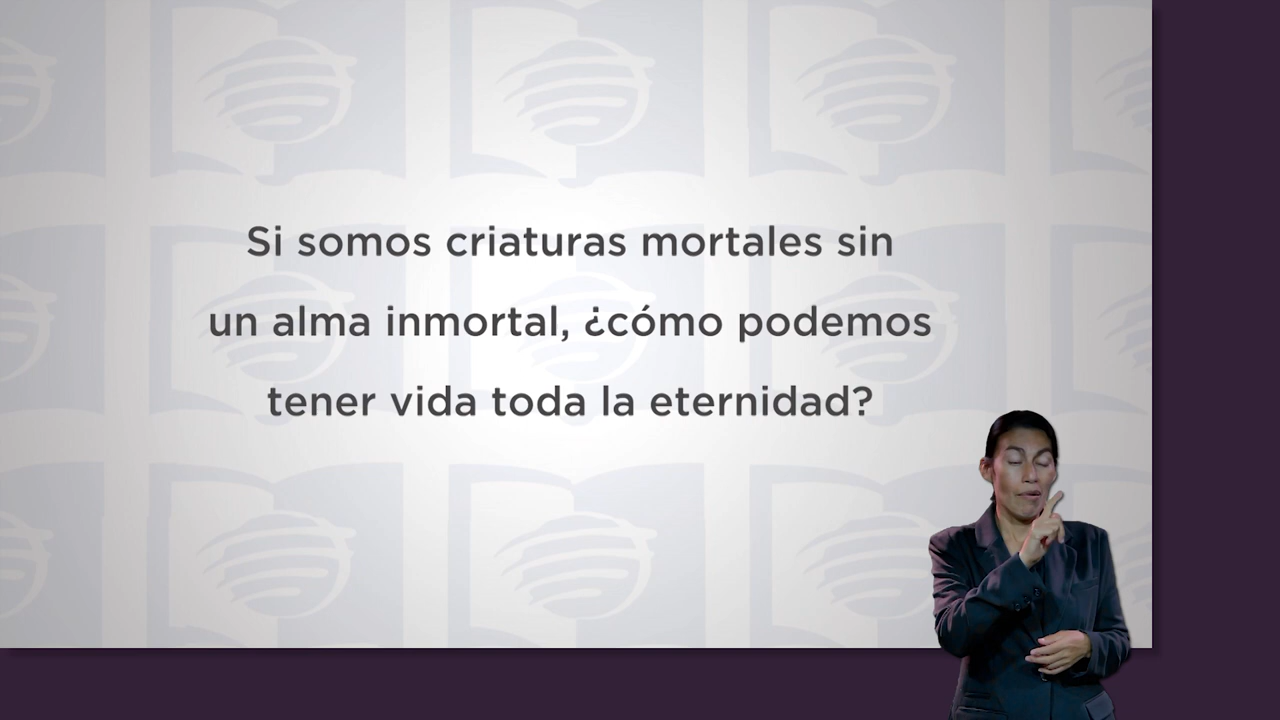 Si somos criaturas mortales sin
un alma inmortal, ¿cómo podemos
tener vida toda la eternidad?